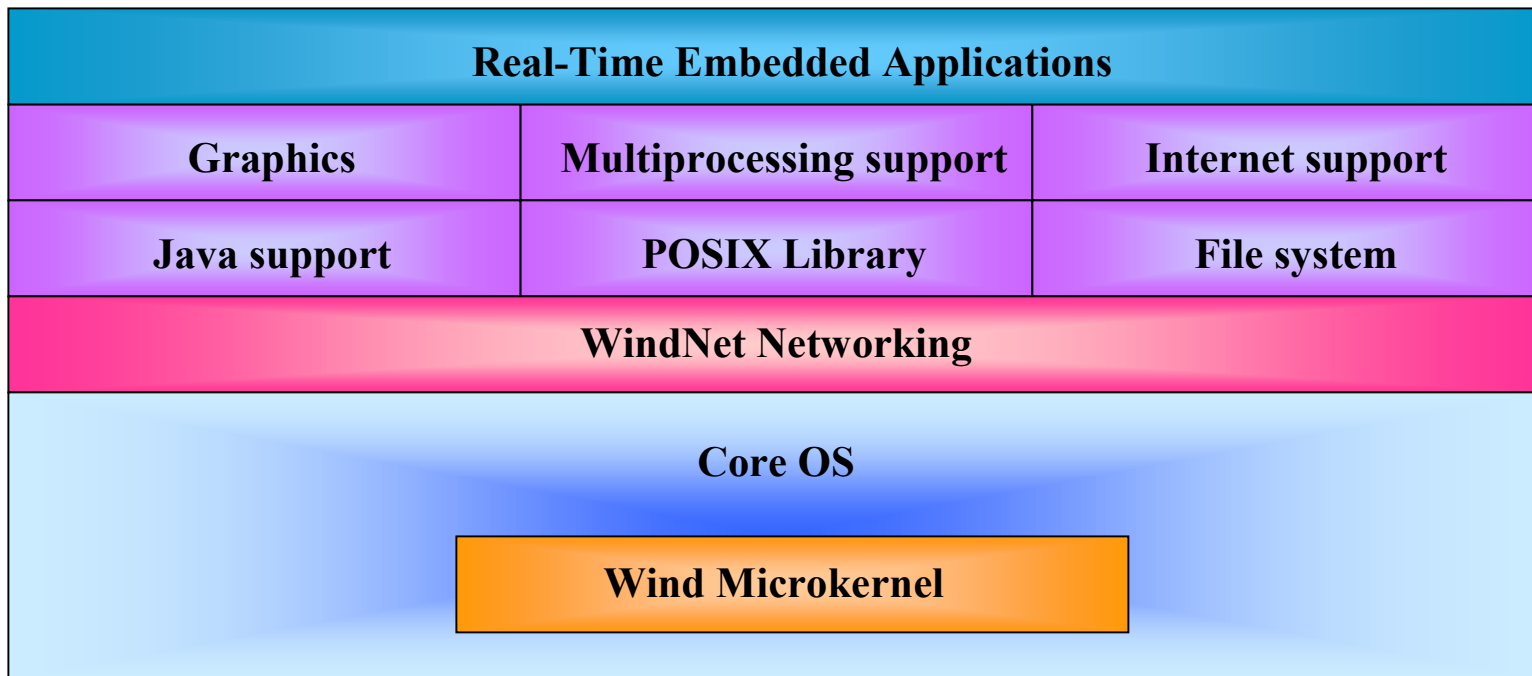 Real-Time Embedded Applications
Graphics
Multiprocessing support
Internet support
Java support
POSIX Library
File system
WindNet Networking
Core OS
Wind Microkernel